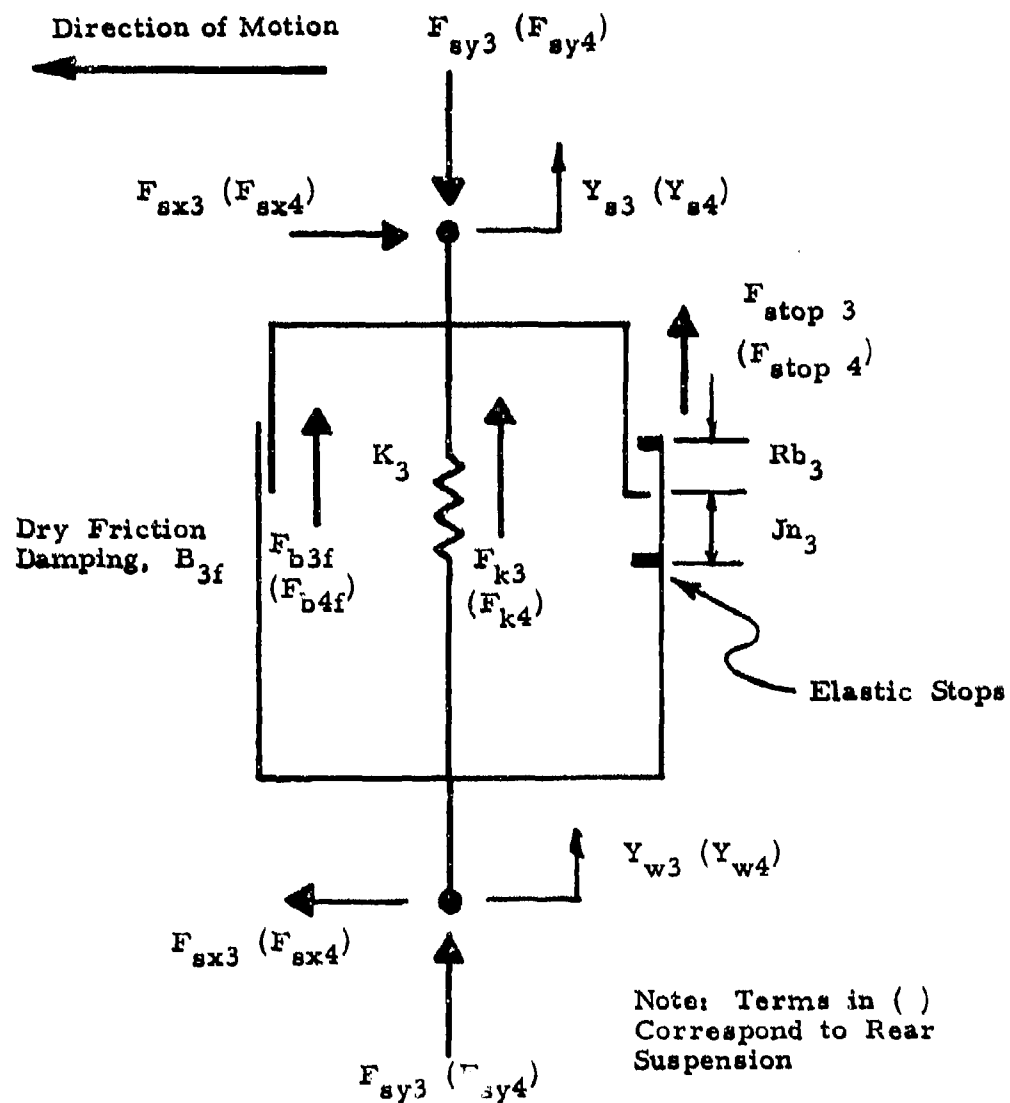 Direction of Motion
F_sy3 (F_sy4)
F_sx3 (F_sx4)
Y_s3 (Y_s4)
F_stop 3
(F_stop 4)
K_3
Rb_3
Jn_3
Dry Friction
Damping, B_3f
F_b3f
(F_b4f)
F_k3
(F_k4)
Elastic Stops
Y_w3 (Y_w4)
F_sx3 (F_sx4)
F_sy3 (F_sy4)
Note: Terms in ( )
Correspond to Rear
Suspension